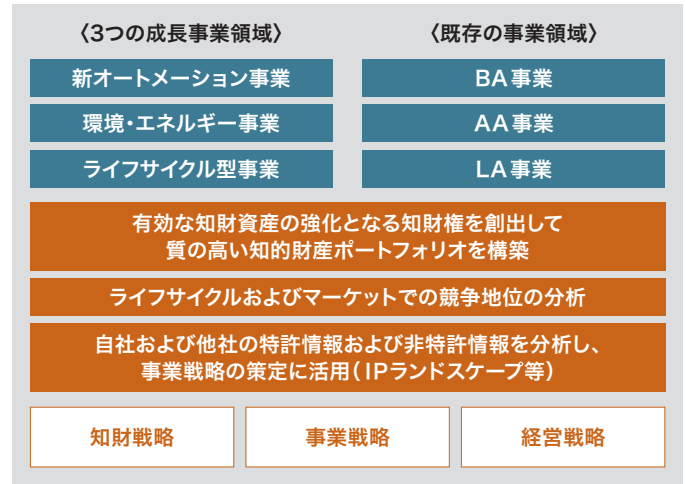 〈3つの成長事業領域〉
〈既存の事業領域〉
新オートメーション事業
BA事業
環境・エネルギー事業
AA事業
ライフサイクル型事業
LA事業
有効な知財資産の強化となる知財権を創出して
質の高い知的財産ポートフォリオを構築
ライフサイクルおよびマーケットでの競争地位の分析
自社および他社の特許情報および非特許情報を分析し、
事業戦略の策定に活用(IPランドスケープ等)
知財戦略
事業戦略
経営戦略